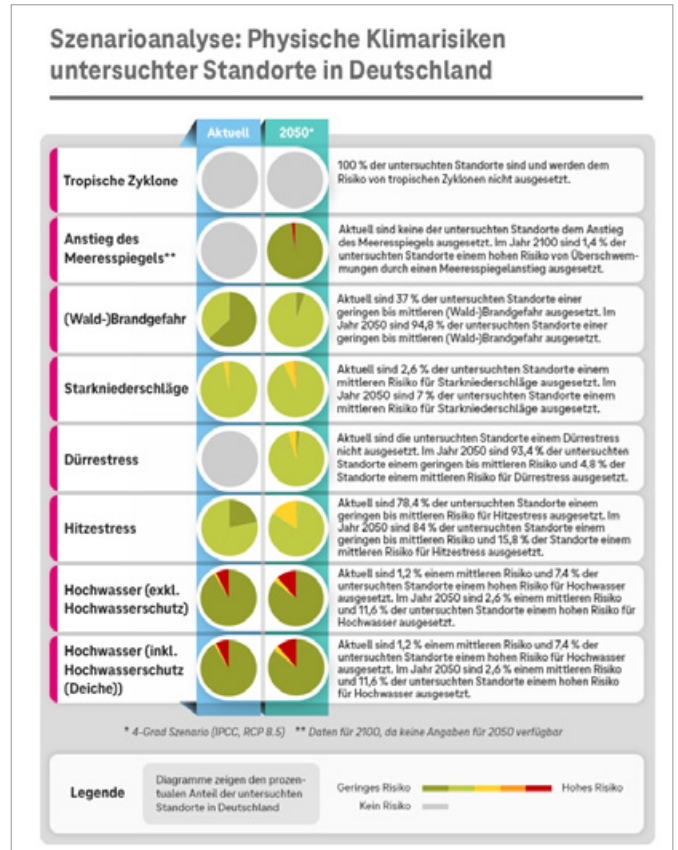 Szenarioanalyse: Physische Klimarisiken
untersuchter Standorte in Deutschland
Aktuell
2050*
Tropische Zyklone
100 % der untersuchten Standorte sind und werden dem
Risiko von tropischen Zyklonen nicht ausgesetzt.
Anstieg des
Meeresspiegels**
Aktuell sind keine der untersuchten Standorte dem Anstieg
des Meeresspiegels ausgesetzt. Im Jahr 2100 sind 1,4 % der
untersuchten Standorte einem hohen Risiko von Überschwem-
mungen durch einen Meeresspiegelanstieg ausgesetzt.
(Wald-)Brandgefahr
Aktuell sind 37 % der untersuchten Standorte einer
geringen bis mittleren (Wald-)Brandgefahr ausgesetzt. Im
Jahr 2050 sind 94,8 % der untersuchten Standorte einer
geringen bis mittleren (Wald-)Brandgefahr ausgesetzt.
Starkniederschläge
Aktuell sind 2,6 % der untersuchten Standorte einem
mittleren Risiko für Starkniederschläge ausgesetzt. Im
Jahr 2050 sind 7 % der untersuchten Standorte einem
mittleren Risiko für Starkniederschläge ausgesetzt.
Dürrestress
Aktuell sind die untersuchten Standorte einem Dürrestress
nicht ausgesetzt. Im Jahr 2050 sind 93,4 % der untersuchten
Standorte einem geringen bis mittleren Risiko und 4,8 % der
Standorte einem mittleren Risiko für Dürrestress ausgesetzt.
Hitzestress
Aktuell sind 78,4 % der untersuchten Standorte einem
geringen bis mittleren Risiko für Hitzestress ausgesetzt. Im
Jahr 2050 sind 84 % der untersuchten Standorte einem
geringen bis mittleren und 15,8 % der Standorte einem
mittleren Risiko für Hitzestress ausgesetzt.
Hochwasser (exkl.
Hochwasserschutz)
Aktuell sind 1,2 % einem mittleren Risiko und 7,4 % der
untersuchten Standorte einem hohen Risiko für Hochwasser
ausgesetzt. Im Jahr 2050 sind 2,6 % einem mittleren Risiko
und 11,6 % der untersuchten Standorte einem hohen Risiko für
Hochwasser ausgesetzt.
Hochwasser (inkl.
Hochwasserschutz
(Deiche))
Aktuell sind 1,2 % einem mittleren Risiko und 7,4 % der
untersuchten Standorte einem hohen Risiko für Hochwasser
ausgesetzt. Im Jahr 2050 sind 2,6 % einem mittleren Risiko und
11,6 % der untersuchten Standorte einem hohen Risiko
für Hochwasser ausgesetzt.
* 4-Grad Szenario (IPCC, RCP 8.5) ** Daten für 2100, da keine Angaben für 2050 verfügbar
Legende
Diagramme zeigen den prozen-
tualen Anteil der untersuchten
Standorte in Deutschland
Geringes Risiko
Hohes Risiko
Kein Risiko